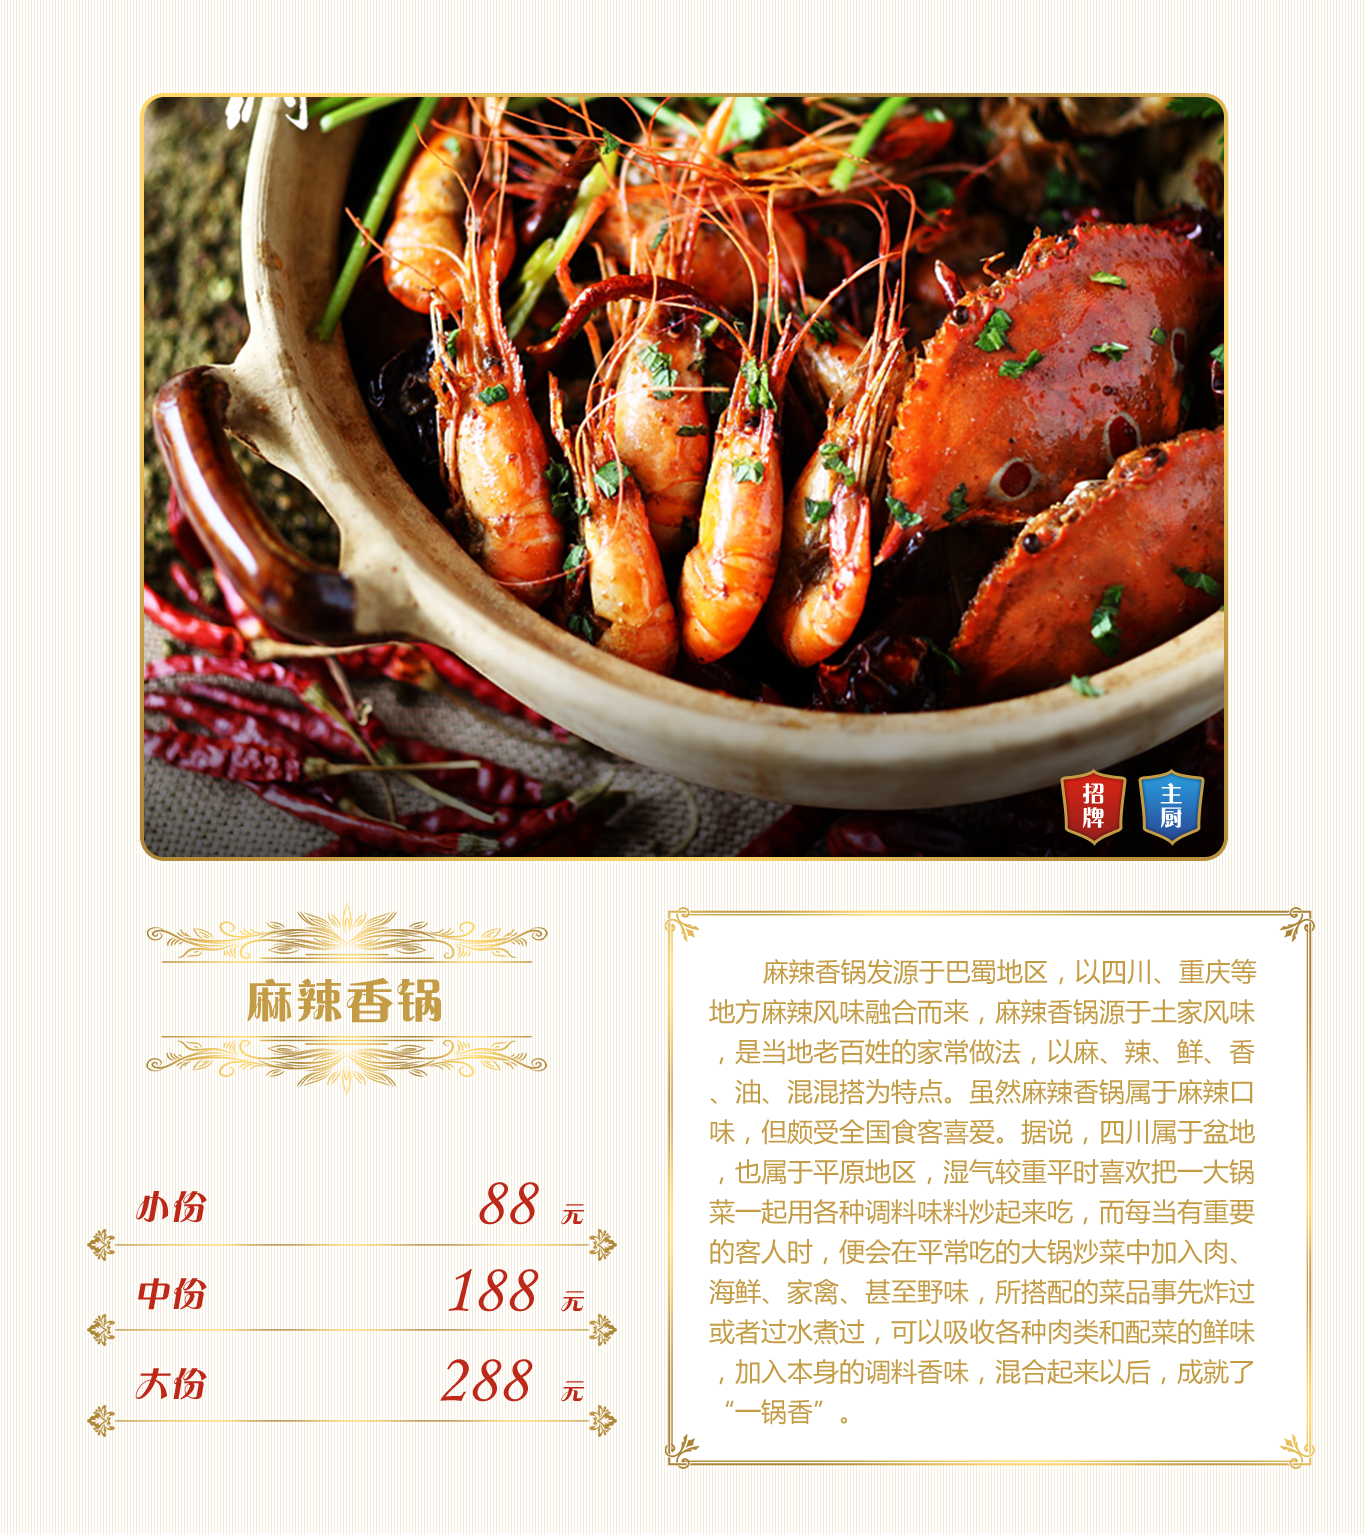 招牌
主厨
麻辣香锅
小份 88 元
中份 188 元
大份 288 元
麻辣香锅发源于巴蜀地区，以四川、重庆等
地方麻辣风味融合而来，麻辣香锅源于土家风味
，是当地老百姓的家常做法，以麻、辣、鲜、香
、油、混混搭为特点。虽然麻辣香锅属于麻辣口
味，但颇受全国食客喜爱。据说，四川属于盆地
，也属于平原地区，湿气较重平时喜欢把一大锅
菜一起用各种调料味料炒起来吃，而每当有重要
的客人时，便会在平常吃的大锅炒菜中加入肉、
海鲜、家禽、甚至野味，所搭配的菜品事先炸过
或者过水煮过，可以吸收各种肉类和配菜的鲜味
，加入本身的调料香味，混合起来以后，成就了
“一锅香”。